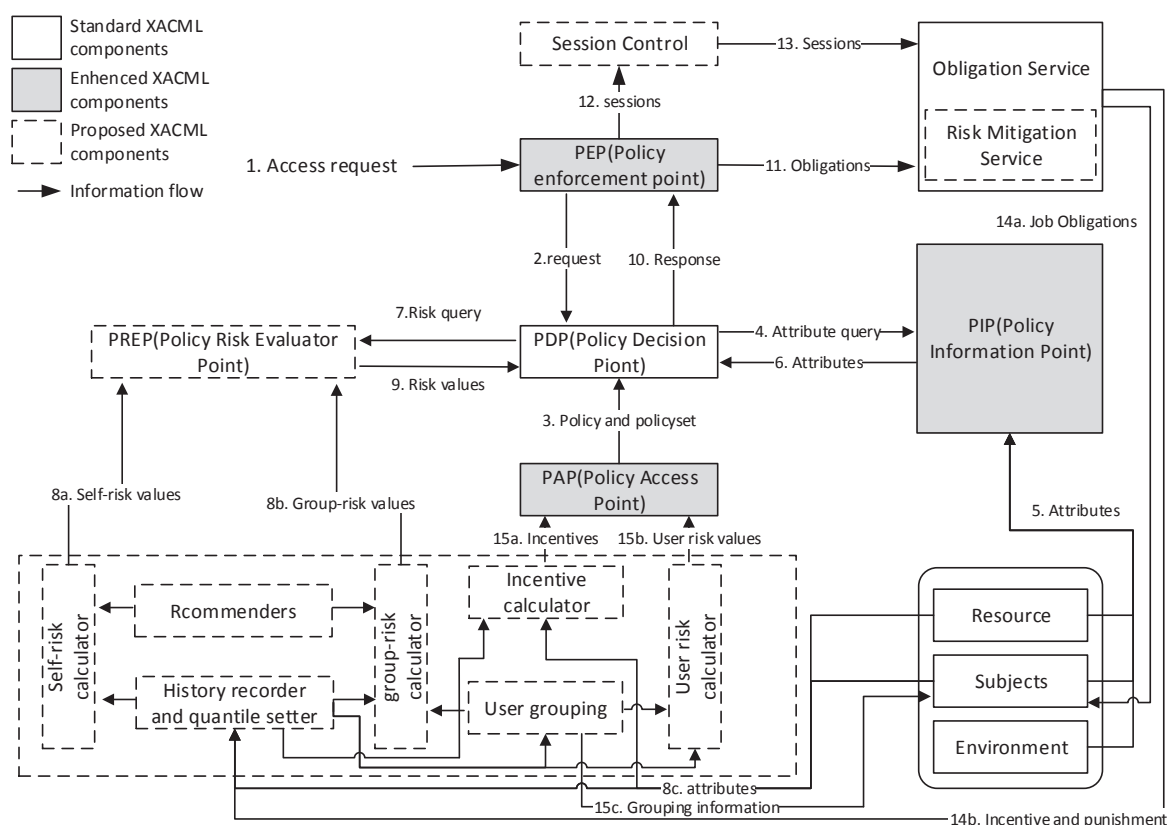 Standard XACML
components
Enhenced XACML
components
Proposed XACML
components
Information flow
Session Control
13. Sessions
Obligation Service
Risk Mitigation
Service
12. sessions
1. Access request
PEP(Policy
enforcement point)
11. Obligations
14a. Job Obligations
2.request
10. Response
7.Risk query
PREP(Policy Risk Evaluator
Point)
9. Risk values
PDP(Policy Decision
Piont)
4. Attribute query
6. Attributes
PIP(Policy
Information Point)
3. Policy and policyset
PAP(Policy Access
Point)
8a. Self-risk values
8b. Group-risk values
15a. Incentives
15b. User risk values
5. Attributes
Self-risk
calculator
Rcommenders
History recorder
and quantile setter
group-risk
calculator
Incentive
calculator
User grouping
User risk
calculator
Resource
Subjects
Environment
8c. attributes
15c. Grouping information
14b. Incentive and punishment